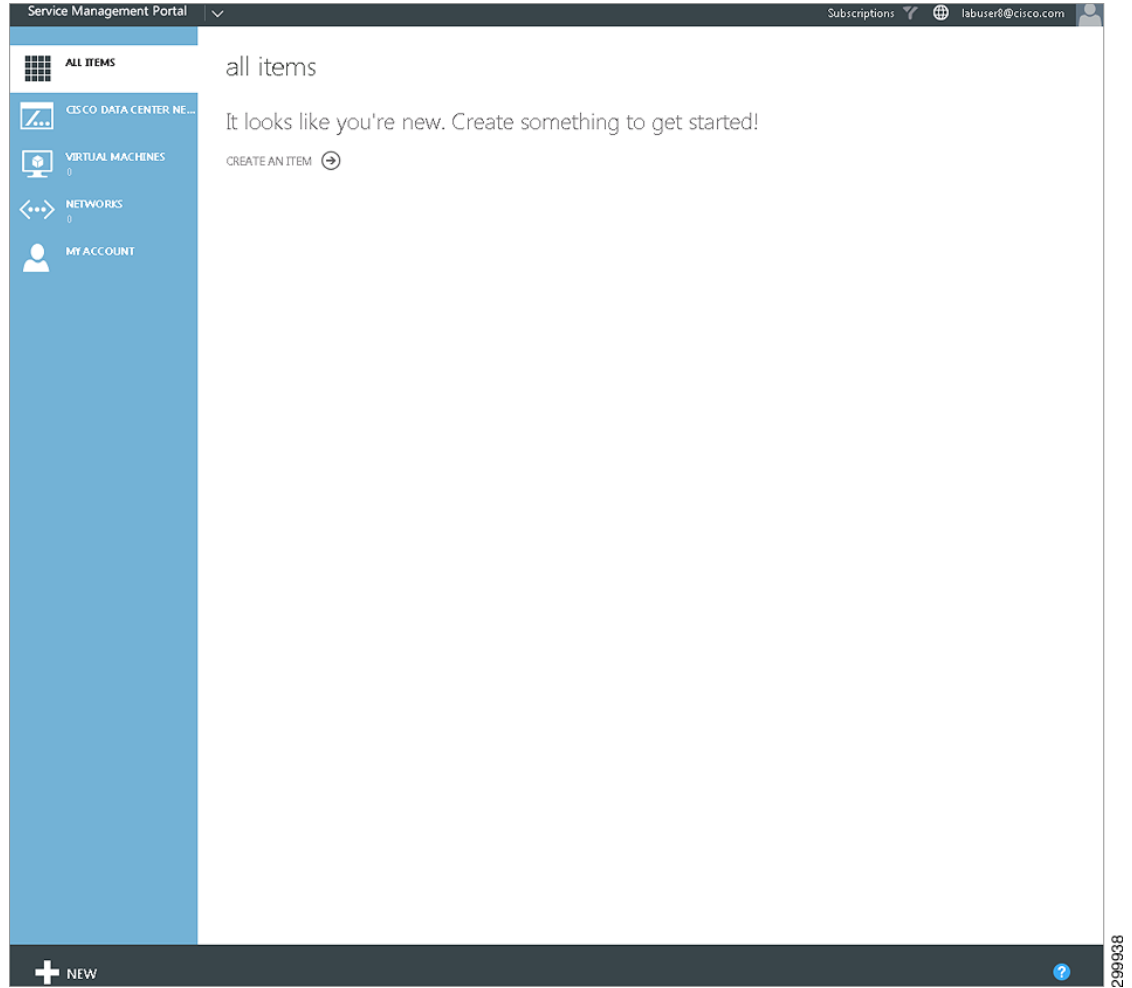 Service Management Portal
Subscriptions
labuser8@cisco.com
ALL ITEMS
CISCO DATA CENTER NE...
VIRTUAL MACHINES
0
NETWORKS
0
MY ACCOUNT
all items
It looks like you're new. Create something to get started!
CREATE AN ITEM
NEW
?
299938